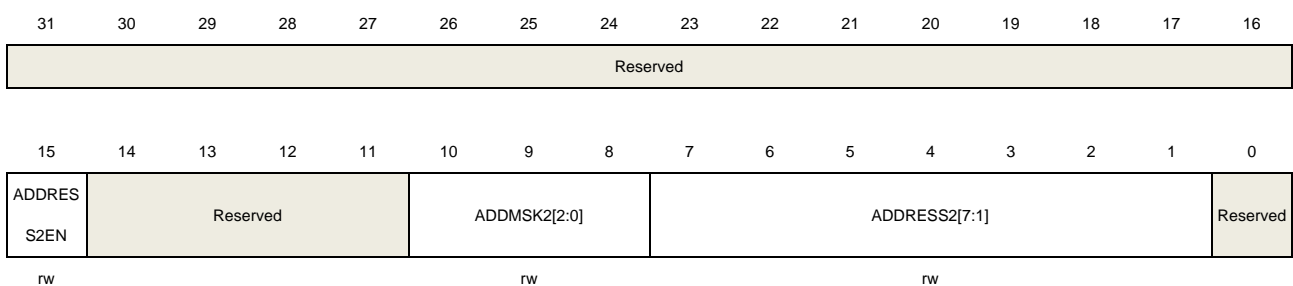 31 30 29 28 27 26 25 24 23 22 21 20 19 18 17 16
Reserved
15 14 13 12 11 10 9 8 7 6 5 4 3 2 1 0
ADDRES
S2EN
Reserved
ADDMSK2[2:0]
ADDRESS2[7:1]
Reserved
rw rw rw